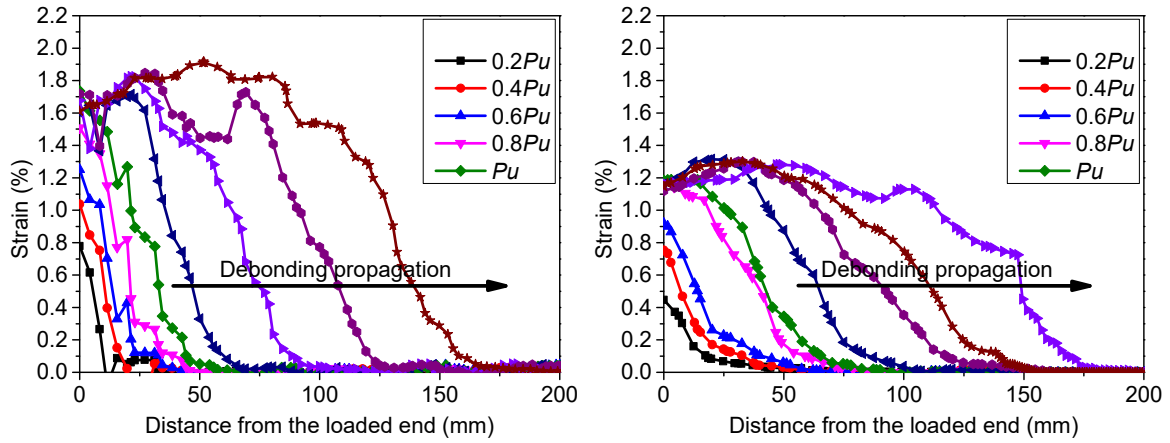 2.2
2.0
1.8
1.6
1.4
1.2
1.0
0.8
0.6
0.4
0.2
0.0
Strain (%)
0.2Pu
0.4Pu
0.6Pu
0.8Pu
Pu
Debonding propagation
0 50 100 150 200
Distance from the loaded end (mm)
2.2
2.0
1.8
1.6
1.4
1.2
1.0
0.8
0.6
0.4
0.2
0.0
Strain (%)
0.2Pu
0.4Pu
0.6Pu
0.8Pu
Pu
Debonding propagation
0 50 100 150 200
Distance from the loaded end (mm)